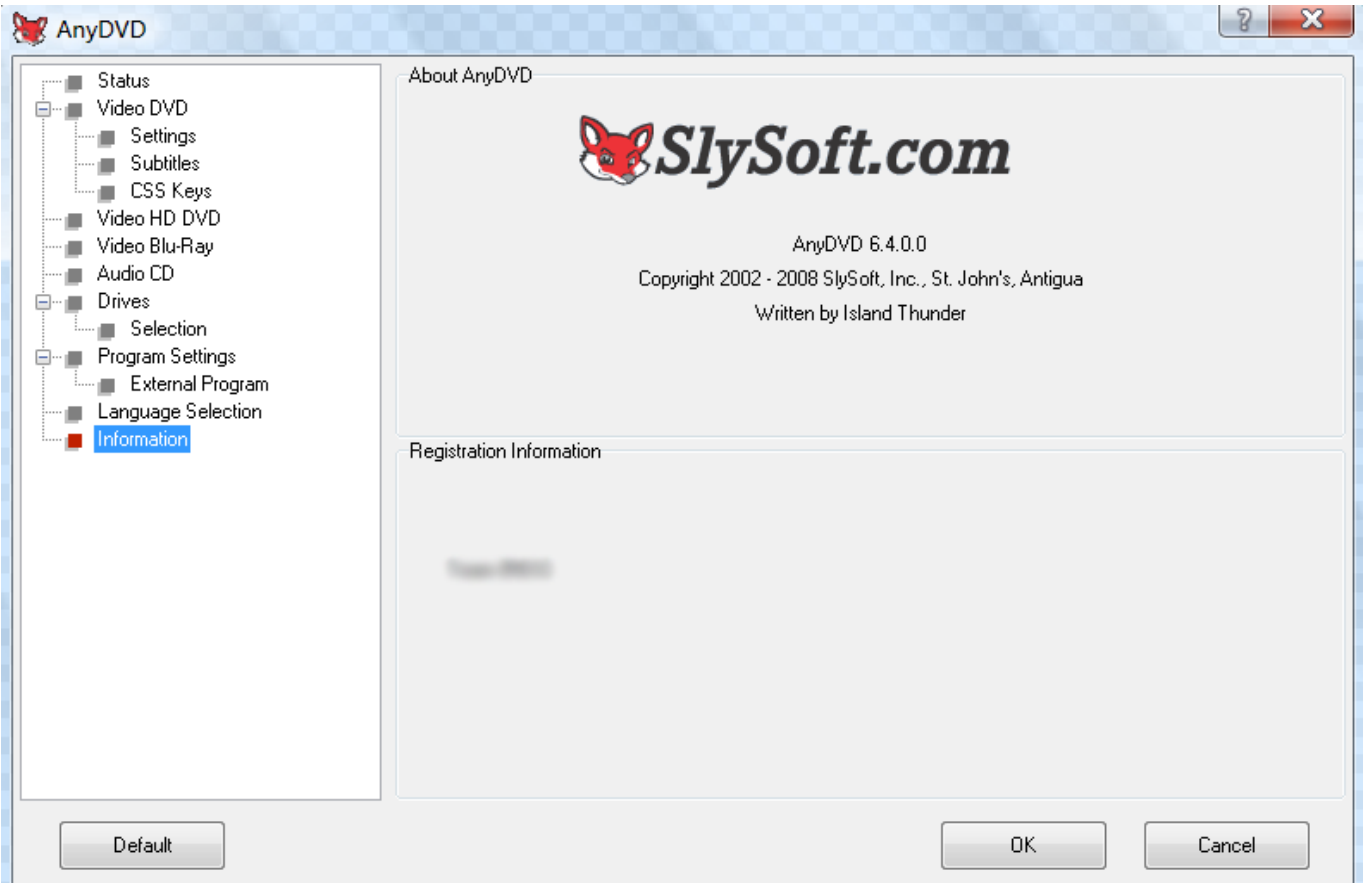 AnyDVD
Status
Video DVD
Settings
Subtitles
CSS Keys
Video HD DVD
Video Blu-Ray
Audio CD
Drives
Selection
Program Settings
External Program
Language Selection
Information
About AnyDVD
SlySoft.com
AnyDVD 6.4.0.0
Copyright 2002 - 2008 SlySoft, Inc., St. John's, Antigua
Written by Island Thunder
Registration Information
Default
OK
Cancel